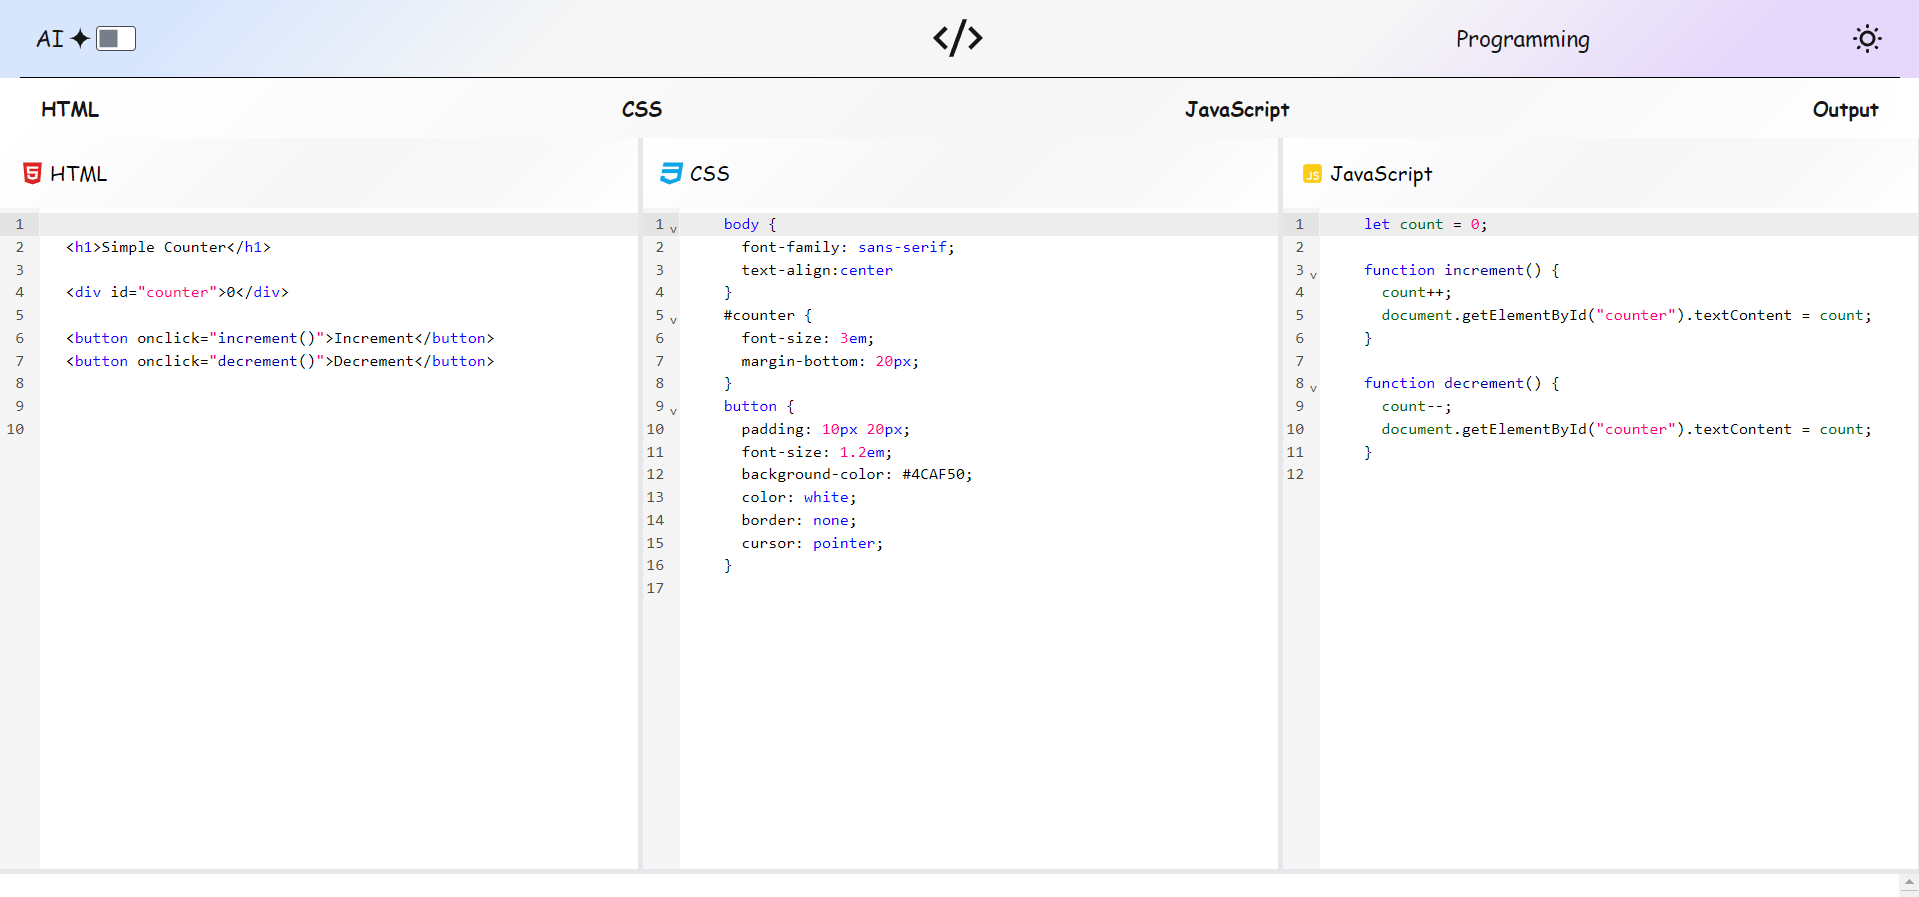 AI
</>
Programming
HTML
CSS
JavaScript
Output
HTML
1
2 <h1>Simple Counter</h1>
3
4 <div id="counter">0</div>
5
6 <button onclick="increment()">Increment</button>
7 <button onclick="decrement()">Decrement</button>
8
9
10
CSS
1 body {
2 font-family: sans-serif;
3 text-align:center
4 }
5 #counter {
6 font-size: 3em;
7 margin-bottom: 20px;
8 }
9 button {
10 padding: 10px 20px;
11 font-size: 1.2em;
12 background-color: #4CAF50;
13 color: white;
14 border: none;
15 cursor: pointer;
16 }
17
JS JavaScript
1 let count = 0;
2
3 function increment() {
4 count++;
5 document.getElementById("counter").textContent = count;
6 }
7
8 function decrement() {
9 count--;
10 document.getElementById("counter").textContent = count;
11 }
12